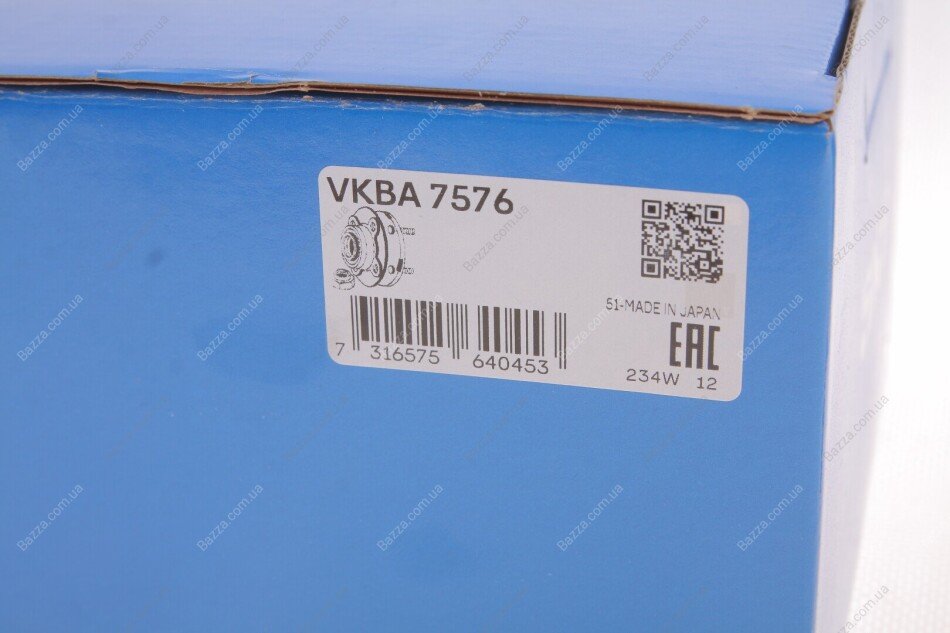 VKBA 7576
51-MADE IN JAPAN
EAC
7 316575 640453
234W 12
Bazza.com.ua